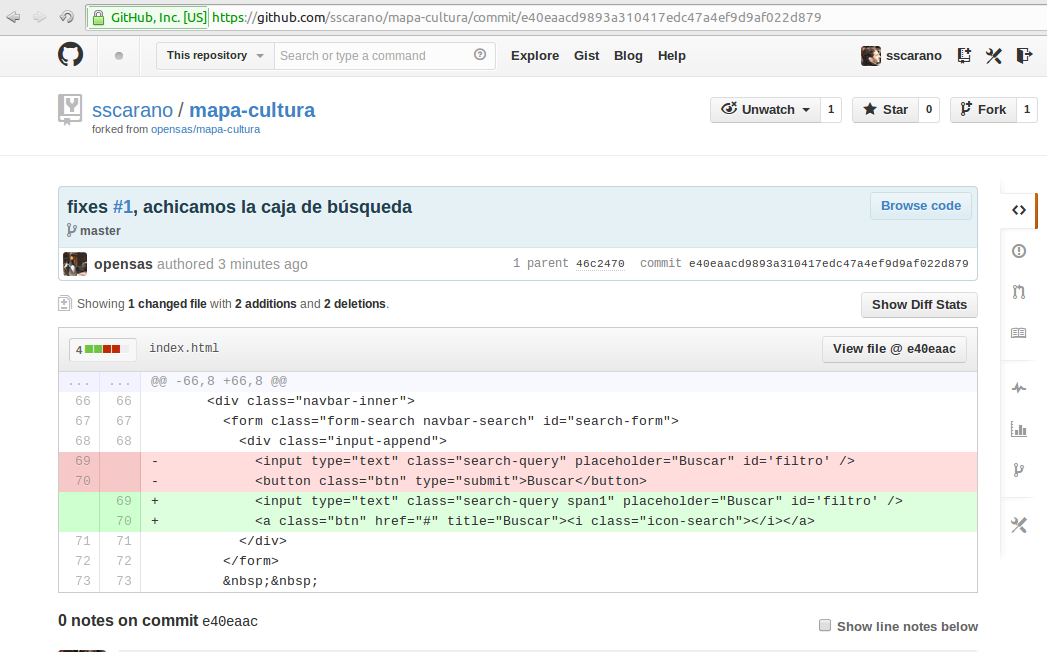 GitHub, Inc. [US] https://github.com/sscarano/mapa-cultura/commit/e40eaacd9893a310417edc47a4ef9d9af022d879
This repository Search or type a command Explore Gist Blog Help sscarano
sscarano / mapa-cultura Unwatch 1 Star 0 Fork 1
forked from opensas/mapa-cultura
fixes #1, achicamos la caja de búsqueda Browse code
master
opensas authored 3 minutes ago 1 parent 46c2470 commit e40eaacd9893a310417edc47a4ef9d9af022d879
Showing 1 changed file with 2 additions and 2 deletions. Show Diff Stats
4 index.html View file @ e40eaac
... ... @@ -66,8 +66,8 @@
66 66 <div class="navbar-inner">
67 67 <form class="form-search navbar-search" id="search-form">
68 68 <div class="input-append">
69 - <input type="text" class="search-query" placeholder="Buscar" id='filtro' />
70 - <button class="btn" type="submit">Buscar</button>
69 + <input type="text" class="search-query span1" placeholder="Buscar" id='filtro' />
70 + <a class="btn" href="#" title="Buscar"><i class="icon-search"></i></a>
71 71 </div>
72 72 </form>
73 73 &nbsp;&nbsp;
0 notes on commit e40eaac Show line notes below